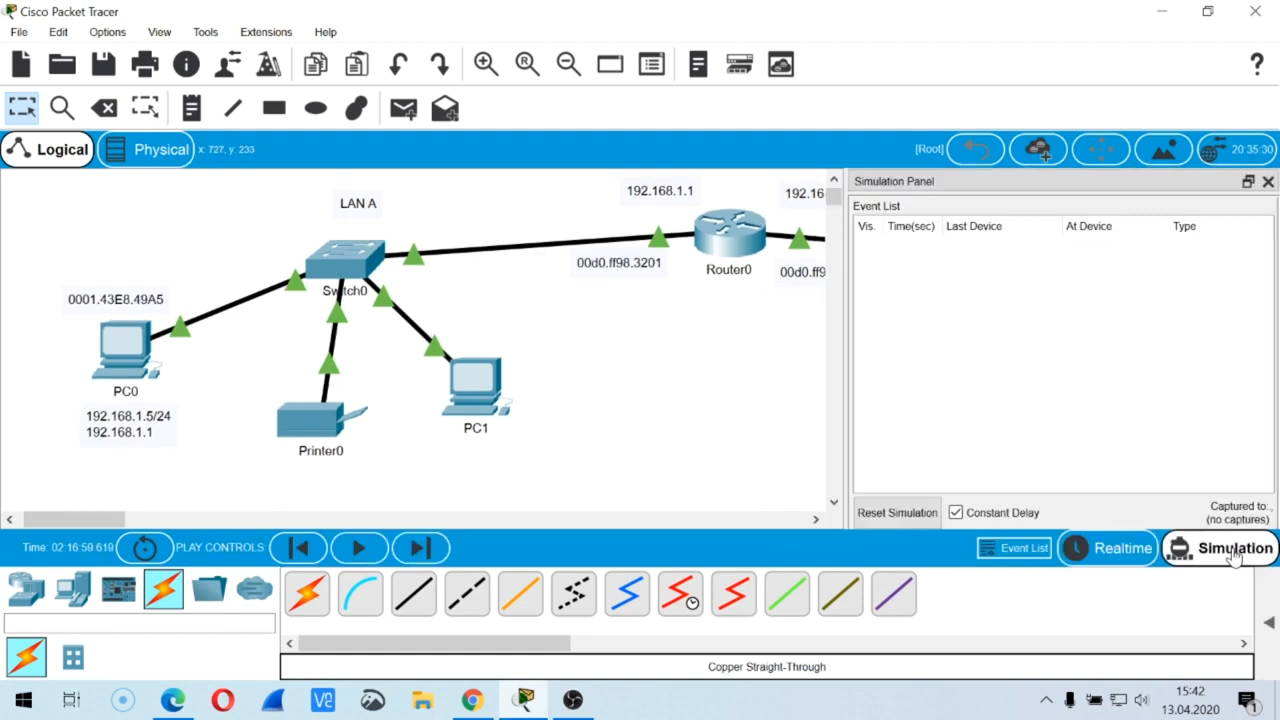 Cisco Packet Tracer
File Edit Options View Tools Extensions Help
Logical Physical x: 727, y: 233 [Root] 20:35:30
LAN A
192.168.1.1
192.16
00d0.ff98.3201
00d0.ff9
Router0
Switch0
0001.43E8.49A5
PC0
192.168.1.5/24
192.168.1.1
Printer0
PC1
Simulation Panel
Event List
Vis. Time(sec) Last Device At Device Type
Reset Simulation Constant Delay Captured to:
(no captures)
Time: 02:16:59.619 PLAY CONTROLS Event List Realtime Simulation
Copper Straight-Through
15:42
13.04.2020
1